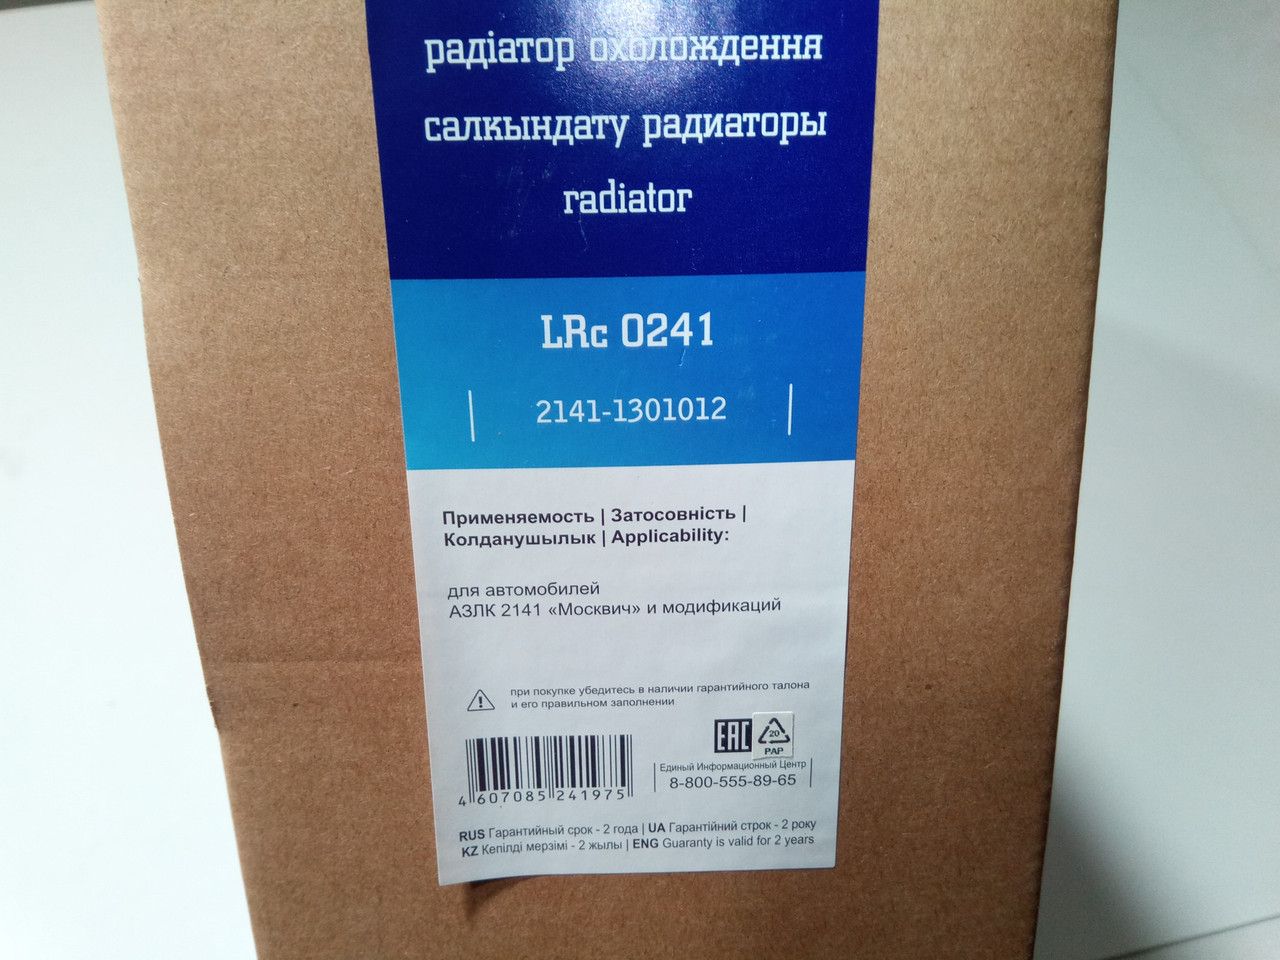 радіатор охолождення
салкындату радиаторы
radiator
LRc 0241
2141-1301012
Применяемость | Затосовність |
Колданушылык | Applicability:
для автомобилей
АЗЛК 2141 «Москвич» и модификаций
при покупке убедитесь в наличии гарантийного талона
и его правильном заполнении
EAC
20
PAP
Единый Информационный Центр
8-800-555-89-65
4 607085 241975
RUS Гарантийный срок - 2 года | UA Гарантійний строк - 2 року
KZ Кепілді мерзімі - 2 жылы | ENG Guaranty is valid for 2 years